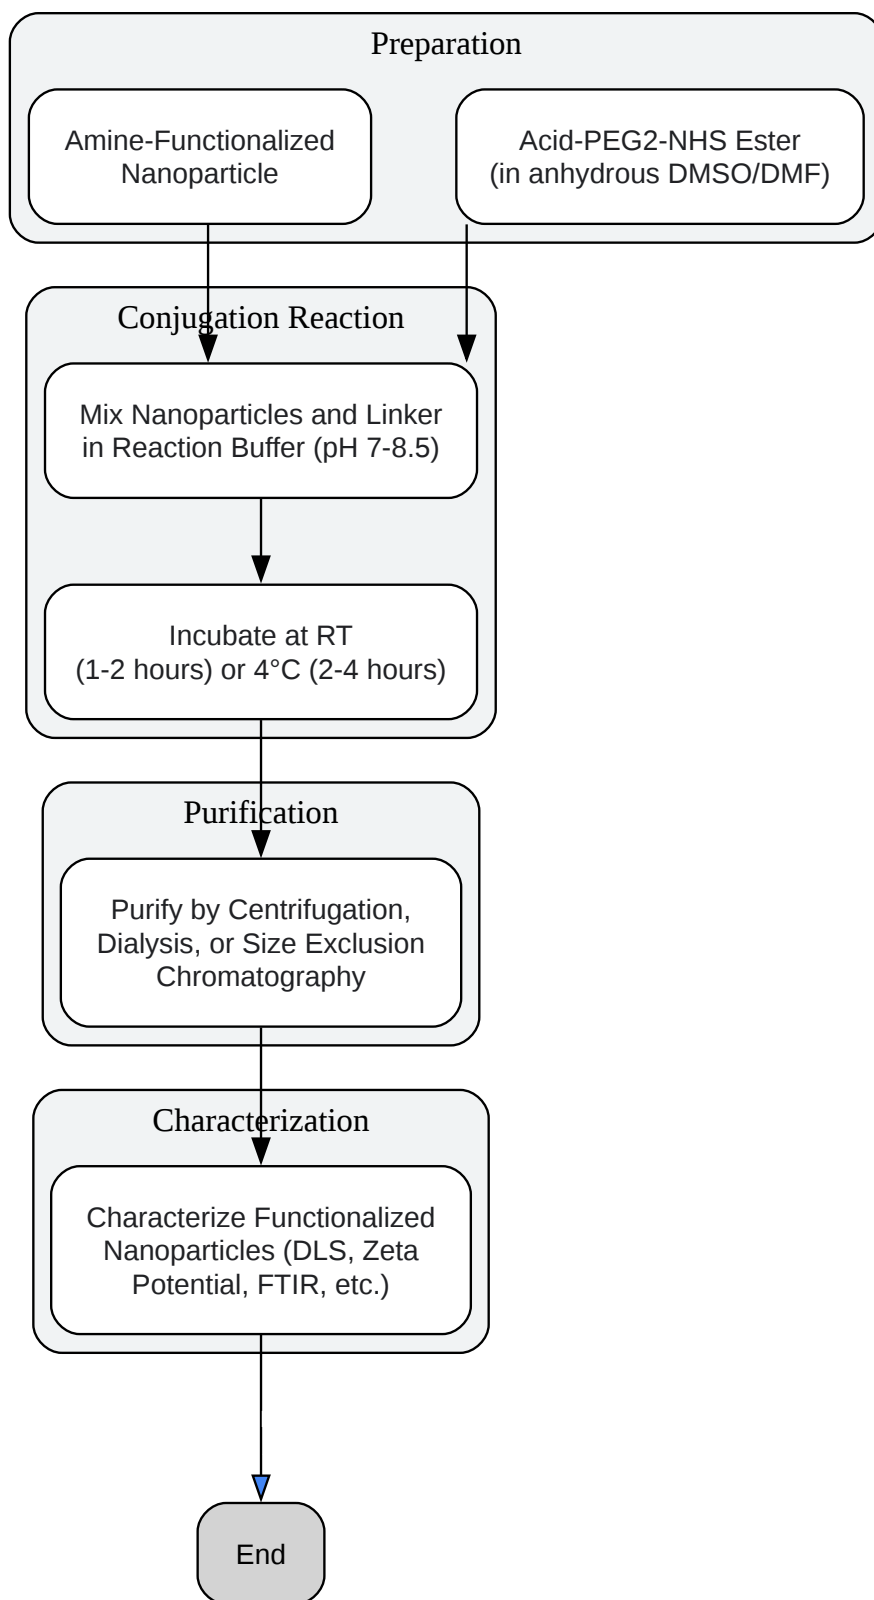 Preparation
Amine-Functionalized
Nanoparticle
Acid-PEG2-NHS Ester
(in anhydrous DMSO/DMF)
Conjugation Reaction
Mix Nanoparticles and Linker
in Reaction Buffer (pH 7-8.5)
Incubate at RT
(1-2 hours) or 4°C (2-4 hours)
Purification
Purify by Centrifugation,
Dialysis, or Size Exclusion
Chromatography
Characterization
Characterize Functionalized
Nanoparticles (DLS, Zeta
Potential, FTIR, etc.)
End